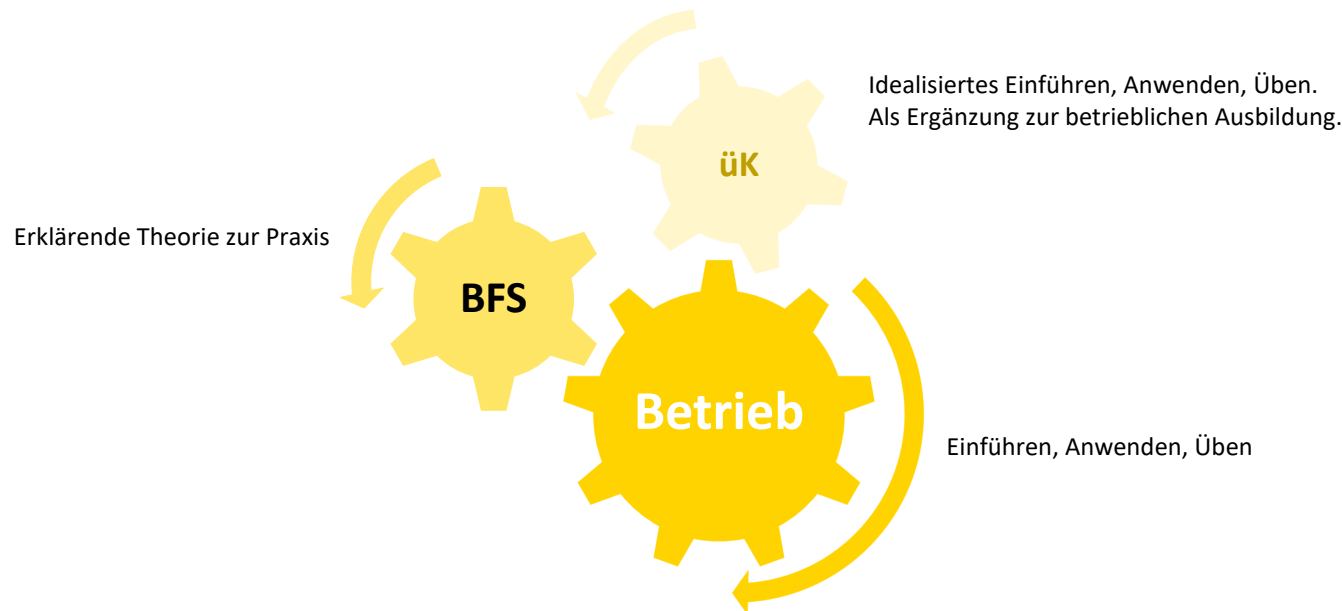 Idealisiertes Einführen, Anwenden, Üben.
Als Ergänzung zur betrieblichen Ausbildung.
üK
Erklärende Theorie zur Praxis
BFS
Betrieb
Einführen, Anwenden, Üben